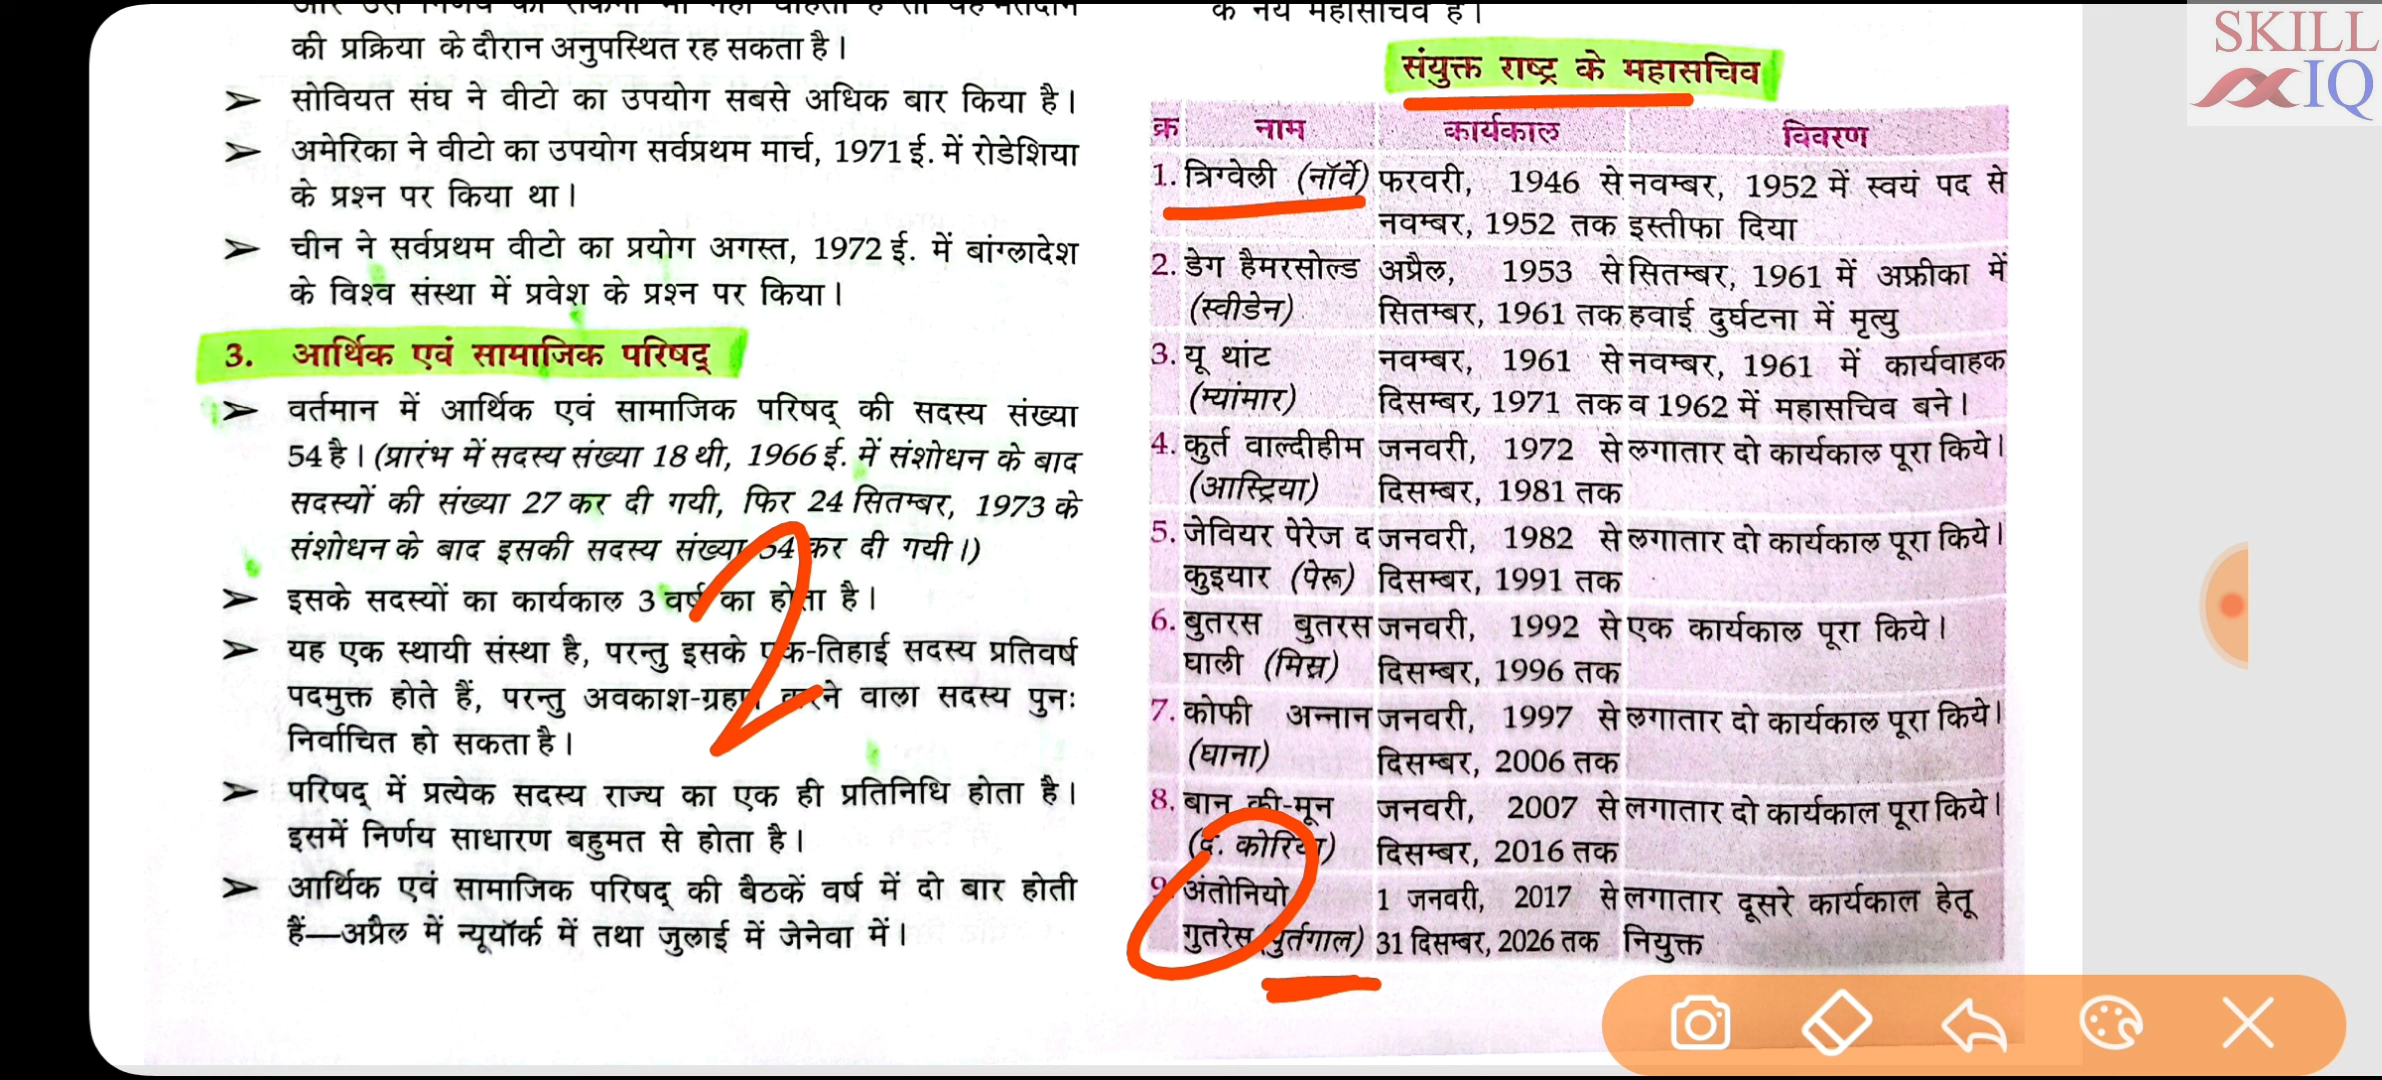 की प्रक्रिया के दौरान अनुपस्थित रह सकता है।
➢ सोवियत संघ ने वीटो का उपयोग सबसे अधिक बार किया है।
➢ अमेरिका ने वीटो का उपयोग सर्वप्रथम मार्च, 1971 ई. में रोडेशिया
के प्रश्न पर किया था।
➢ चीन ने सर्वप्रथम वीटो का प्रयोग अगस्त, 1972 ई. में बांग्लादेश
के विश्व संस्था में प्रवेश के प्रश्न पर किया।
3. आर्थिक एवं सामाजिक परिषद्
➢ वर्तमान में आर्थिक एवं सामाजिक परिषद् की सदस्य संख्या
54 है। (प्रारंभ में सदस्य संख्या 18 थी, 1966 ई. में संशोधन के बाद
सदस्यों की संख्या 27 कर दी गयी, फिर 24 सितम्बर, 1973 के
संशोधन के बाद इसकी सदस्य संख्या 54 कर दी गयी।)
➢ इसके सदस्यों का कार्यकाल 3 वर्ष का होता है।
➢ यह एक स्थायी संस्था है, परन्तु इसके एक-तिहाई सदस्य प्रतिवर्ष
पदमुक्त होते हैं, परन्तु अवकाश-ग्रहण करने वाला सदस्य पुनः
निर्वाचित हो सकता है।
➢ परिषद् में प्रत्येक सदस्य राज्य का एक ही प्रतिनिधि होता है।
इसमें निर्णय साधारण बहुमत से होता है।
➢ आर्थिक एवं सामाजिक परिषद् की बैठकें वर्ष में दो बार होती
हैं—अप्रैल में न्यूयॉर्क में तथा जुलाई में जेनेवा में।
2
के नये महासचिव हैं।
संयुक्त राष्ट्र के महासचिव
क्र नाम कार्यकाल विवरण
1. त्रिग्वेली (नॉर्वे) फरवरी, 1946 से नवम्बर, 1952 में स्वयं पद से
नवम्बर, 1952 तक इस्तीफा दिया
2. डेग हैमरसोल्ड अप्रैल, 1953 से सितम्बर, 1961 में अफ्रीका में
(स्वीडेन) सितम्बर, 1961 तक हवाई दुर्घटना में मृत्यु
3. यू थांट नवम्बर, 1961 से नवम्बर, 1961 में कार्यवाहक
(म्यांमार) दिसम्बर, 1971 तक व 1962 में महासचिव बने।
4. कुर्त वाल्दीहीम जनवरी, 1972 से लगातार दो कार्यकाल पूरा किये।
(आस्ट्रिया) दिसम्बर, 1981 तक
5. जेवियर पेरेज द जनवरी, 1982 से लगातार दो कार्यकाल पूरा किये।
कुइयार (पेरू) दिसम्बर, 1991 तक
6. बुतरस बुतरस जनवरी, 1992 से एक कार्यकाल पूरा किये।
घाली (मिस्र) दिसम्बर, 1996 तक
7. कोफी अन्नान जनवरी, 1997 से लगातार दो कार्यकाल पूरा किये।
(घाना) दिसम्बर, 2006 तक
8. बान की-मून जनवरी, 2007 से लगातार दो कार्यकाल पूरा किये।
(द. कोरिया) दिसम्बर, 2016 तक
9. अंतोनियो 1 जनवरी, 2017 से लगातार दूसरे कार्यकाल हेतू
गुतरेस (पुर्तगाल) 31 दिसम्बर, 2026 तक नियुक्त
SKILL
IQ